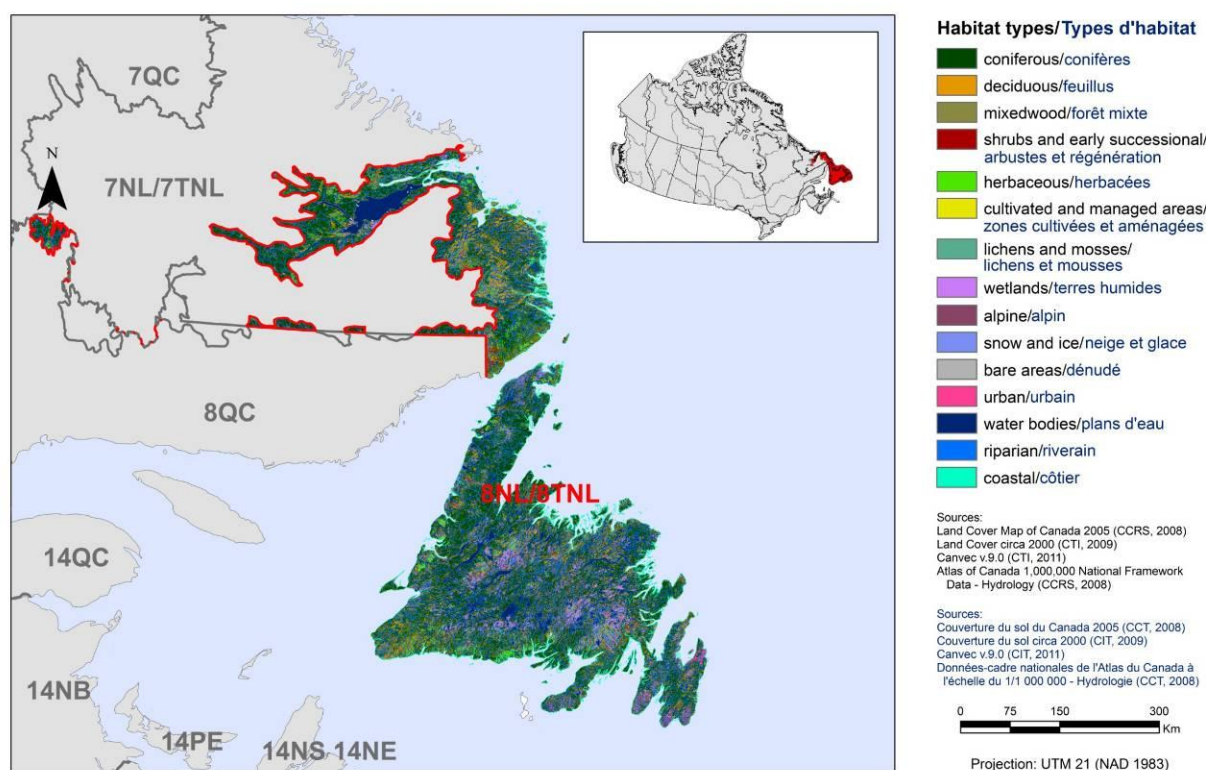 7QC
N
7NL/7TNL
8QC
8NL/8TNL
14QC
14NB
14PE
14NS 14NE
Habitat types/Types d'habitat
coniferous/conifères
deciduous/feuillus
mixedwood/forêt mixte
shrubs and early successional/
arbustes et régénération
herbaceous/herbacées
cultivated and managed areas/
zones cultivées et aménagées
lichens and mosses/
lichens et mousses
wetlands/terres humides
alpine/alpin
snow and ice/neige et glace
bare areas/dénudé
urban/urbain
water bodies/plans d'eau
riparian/riverain
coastal/côtier
Sources:
Land Cover Map of Canada 2005 (CCRS, 2008)
Land Cover circa 2000 (CTI, 2009)
Canvec v.9.0 (CTI, 2011)
Atlas of Canada 1,000,000 National Framework
Data - Hydrology (CCRS, 2008)
Sources:
Couverture du sol du Canada 2005 (CCT, 2008)
Couverture du sol circa 2000 (CIT, 2009)
Canvec v.9.0 (CIT, 2011)
Données-cadre nationales de l'Atlas du Canada à
l'échelle du 1/1 000 000 - Hydrologie (CCT, 2008)
0 75 150 300
Km
Projection: UTM 21 (NAD 1983)